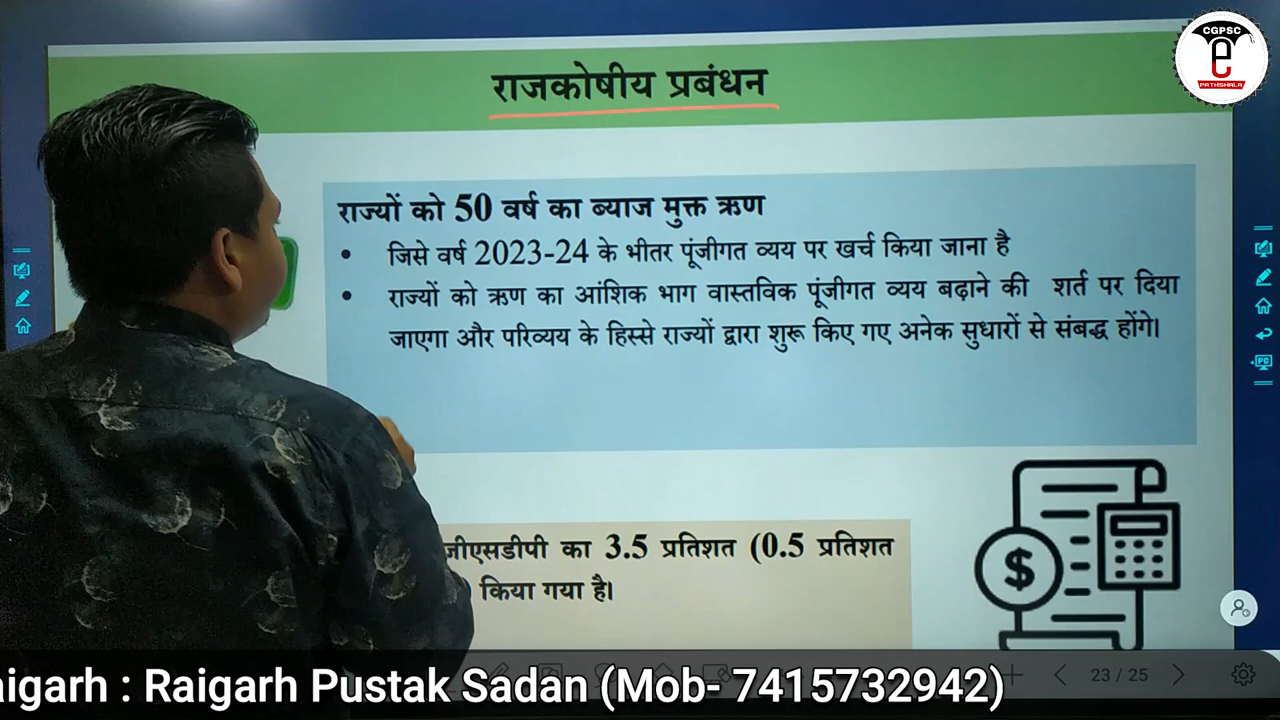 CGPSC
e
PATHSHALA
राजकोषीय प्रबंधन
राज्यों को 50 वर्ष का ब्याज मुक्त ऋण
• जिसे वर्ष 2023-24 के भीतर पूंजीगत व्यय पर खर्च किया जाना है
• राज्यों को ऋण का आंशिक भाग वास्तविक पूंजीगत व्यय बढ़ाने की शर्त पर दिया
जाएगा और परिव्यय के हिस्से राज्यों द्वारा शुरू किए गए अनेक सुधारों से संबद्ध होंगे।
जीएसडीपी का 3.5 प्रतिशत (0.5 प्रतिशत
) किया गया है।
$
PC
23 / 25
aigarh : Raigarh Pustak Sadan (Mob- 7415732942)